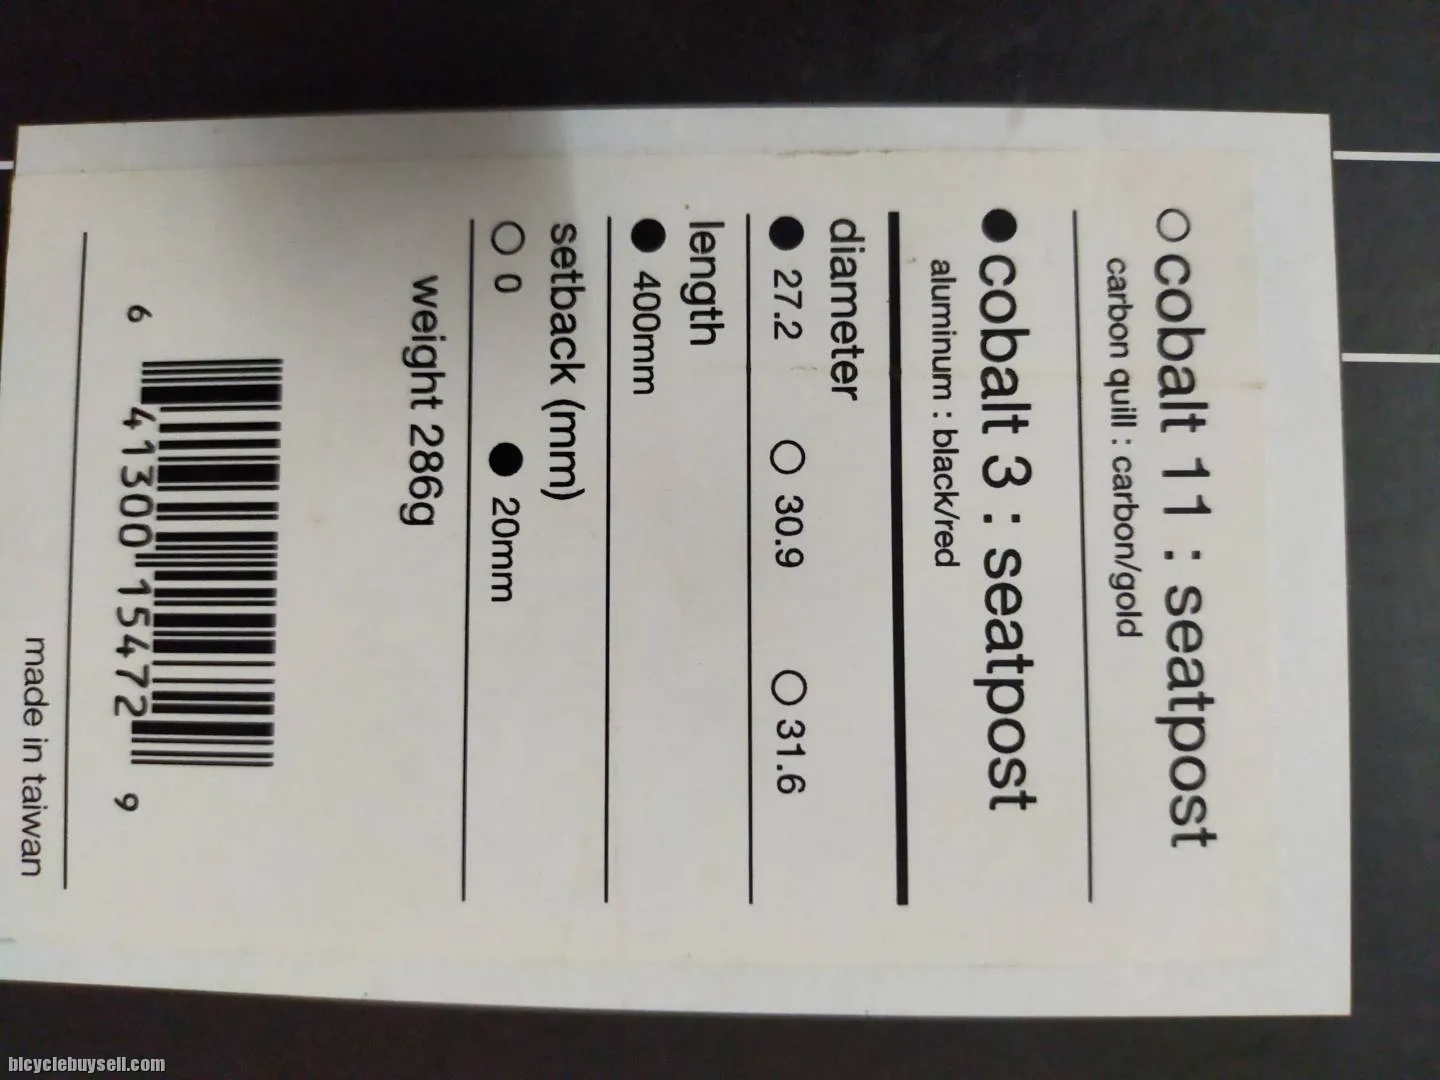 ○ cobalt 11 : seatpost
carbon quill : carbon/gold
● cobalt 3 : seatpost
aluminum : black/red
diameter
● 27.2 ○ 30.9 ○ 31.6
length
● 400mm
setback (mm)
○ 0 ● 20mm
weight 286g
6 41300 15472 9
made in taiwan
bicyclebuysell.com